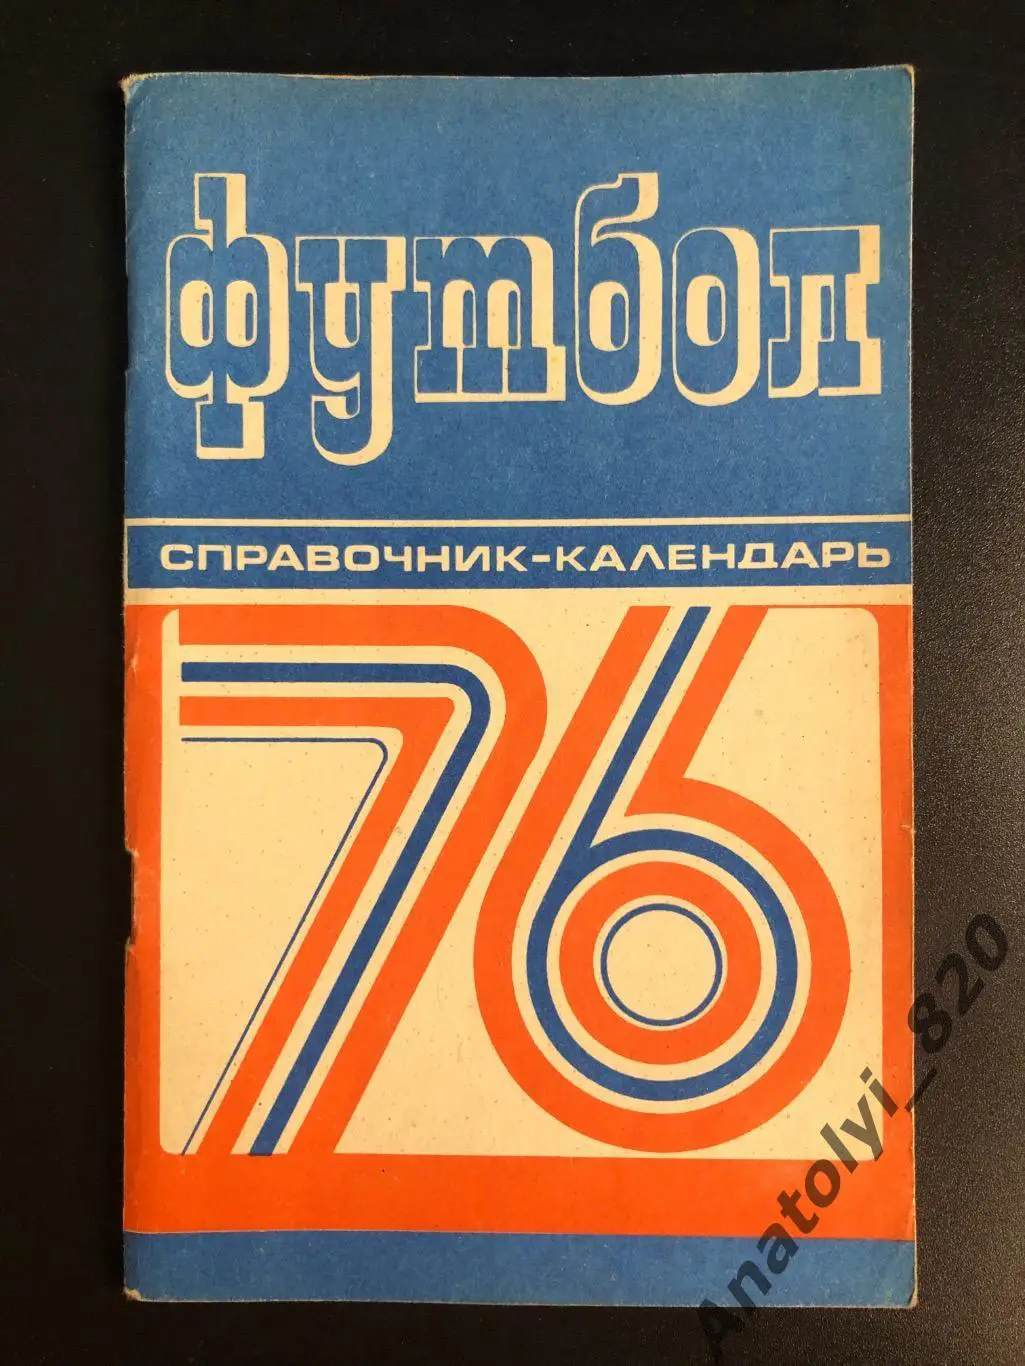 футбол
СПРАВОЧНИК-КАЛЕНДАРЬ
76
Anatolyi_820